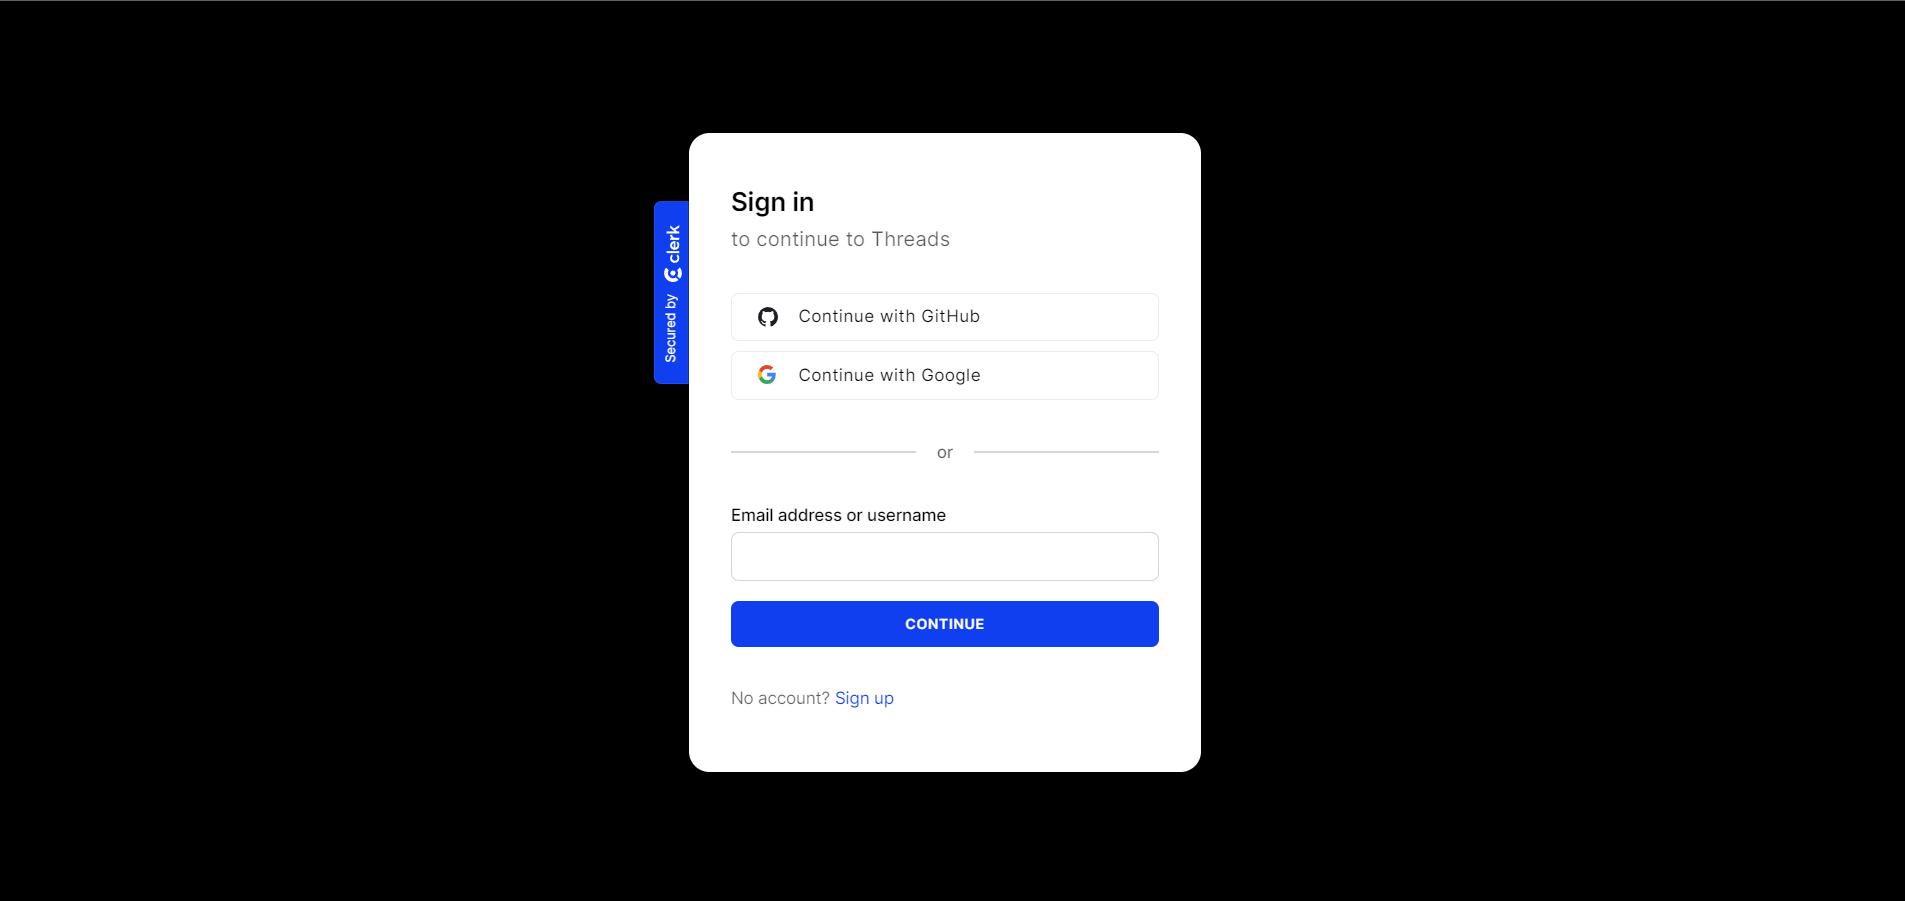 Sign in
to continue to Threads
Secured by clerk
Continue with GitHub
Continue with Google
or
Email address or username
CONTINUE
No account? Sign up